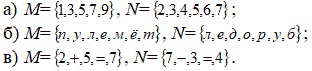 а) M={1,3,5,7,9}, N={2,3,4,5,6,7};
б) M={п,у,л,е,м,ё,т}, N={л,е,д,о,р,у,б};
в) M={2,+,5,=,7}, N={7,−,3,=,4}.